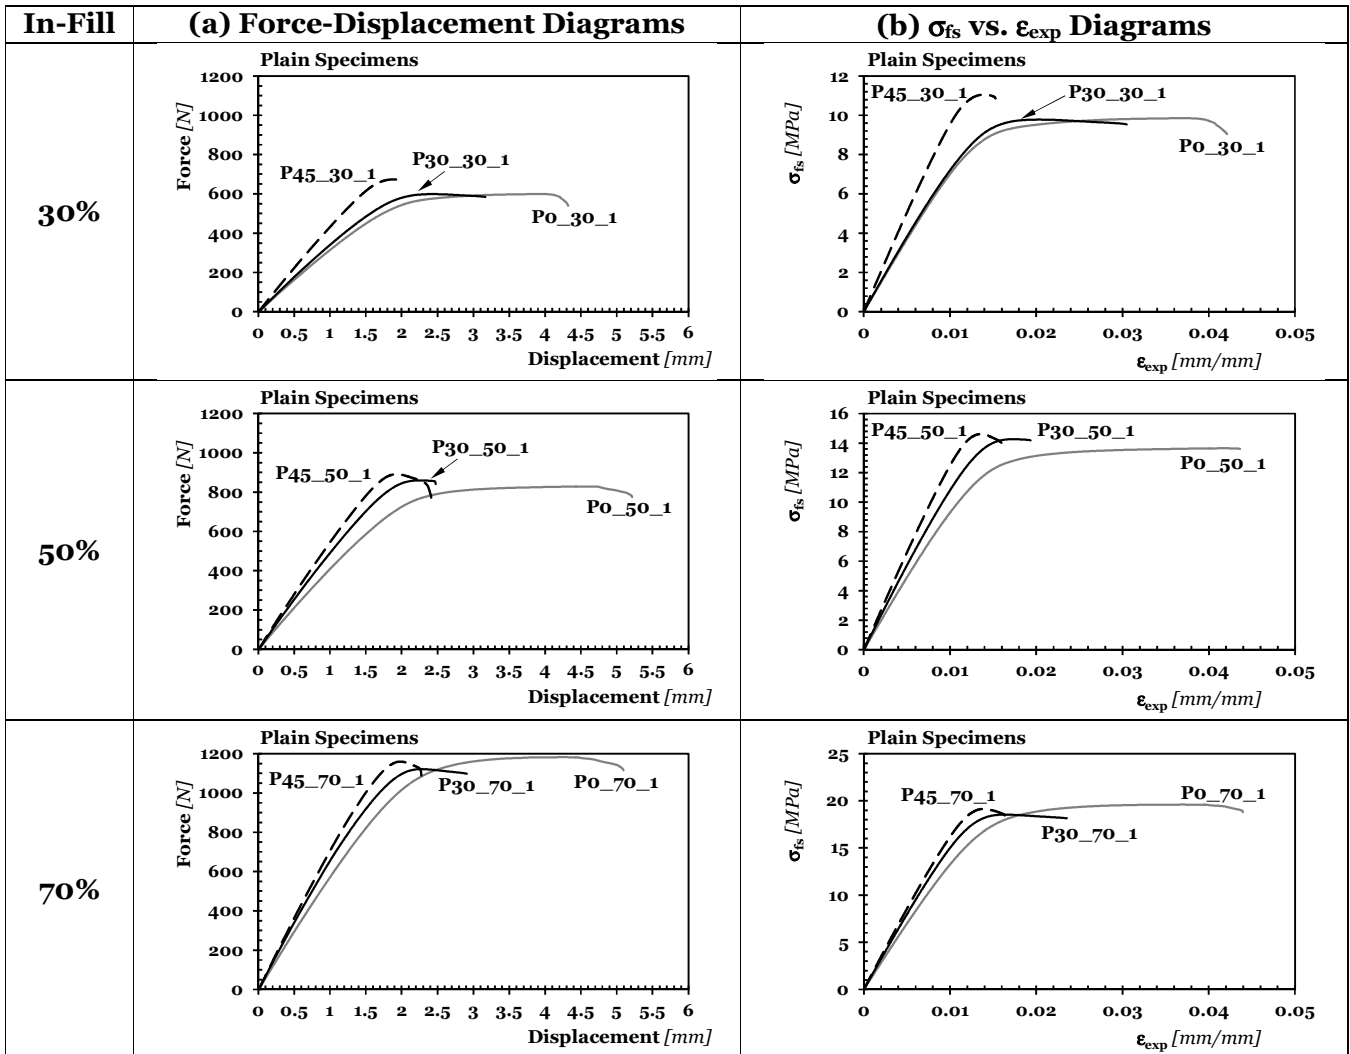 In-Fill
(a) Force-Displacement Diagrams
(b) σfs vs. εexp Diagrams
30%
Plain Specimens
Force [N]
1200
1000
800
600
400
200
0
P45_30_1
P30_30_1
P0_30_1
0 0.5 1 1.5 2 2.5 3 3.5 4 4.5 5 5.5 6
Displacement [mm]
Plain Specimens
σfs [MPa]
12
10
8
6
4
2
0
P45_30_1
P30_30_1
P0_30_1
0 0.01 0.02 0.03 0.04 0.05
εexp [mm/mm]
50%
Plain Specimens
Force [N]
1200
1000
800
600
400
200
0
P30_50_1
P45_50_1
P0_50_1
0 0.5 1 1.5 2 2.5 3 3.5 4 4.5 5 5.5 6
Displacement [mm]
Plain Specimens
σfs [MPa]
16
14
12
10
8
6
4
2
0
P45_50_1
P30_50_1
P0_50_1
0 0.01 0.02 0.03 0.04 0.05
εexp [mm/mm]
70%
Plain Specimens
Force [N]
1200
1000
800
600
400
200
0
P45_70_1
P30_70_1
P0_70_1
0 0.5 1 1.5 2 2.5 3 3.5 4 4.5 5 5.5 6
Displacement [mm]
Plain Specimens
σfs [MPa]
25
20
15
10
5
0
P45_70_1
P0_70_1
P30_70_1
0 0.01 0.02 0.03 0.04 0.05
εexp [mm/mm]